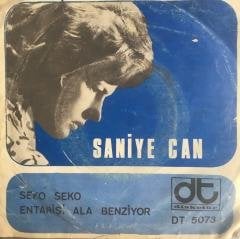 SANİYE CAN
SEKO SEKO
ENTARİSİ ALA BENZİYOR
dt
DT 5073